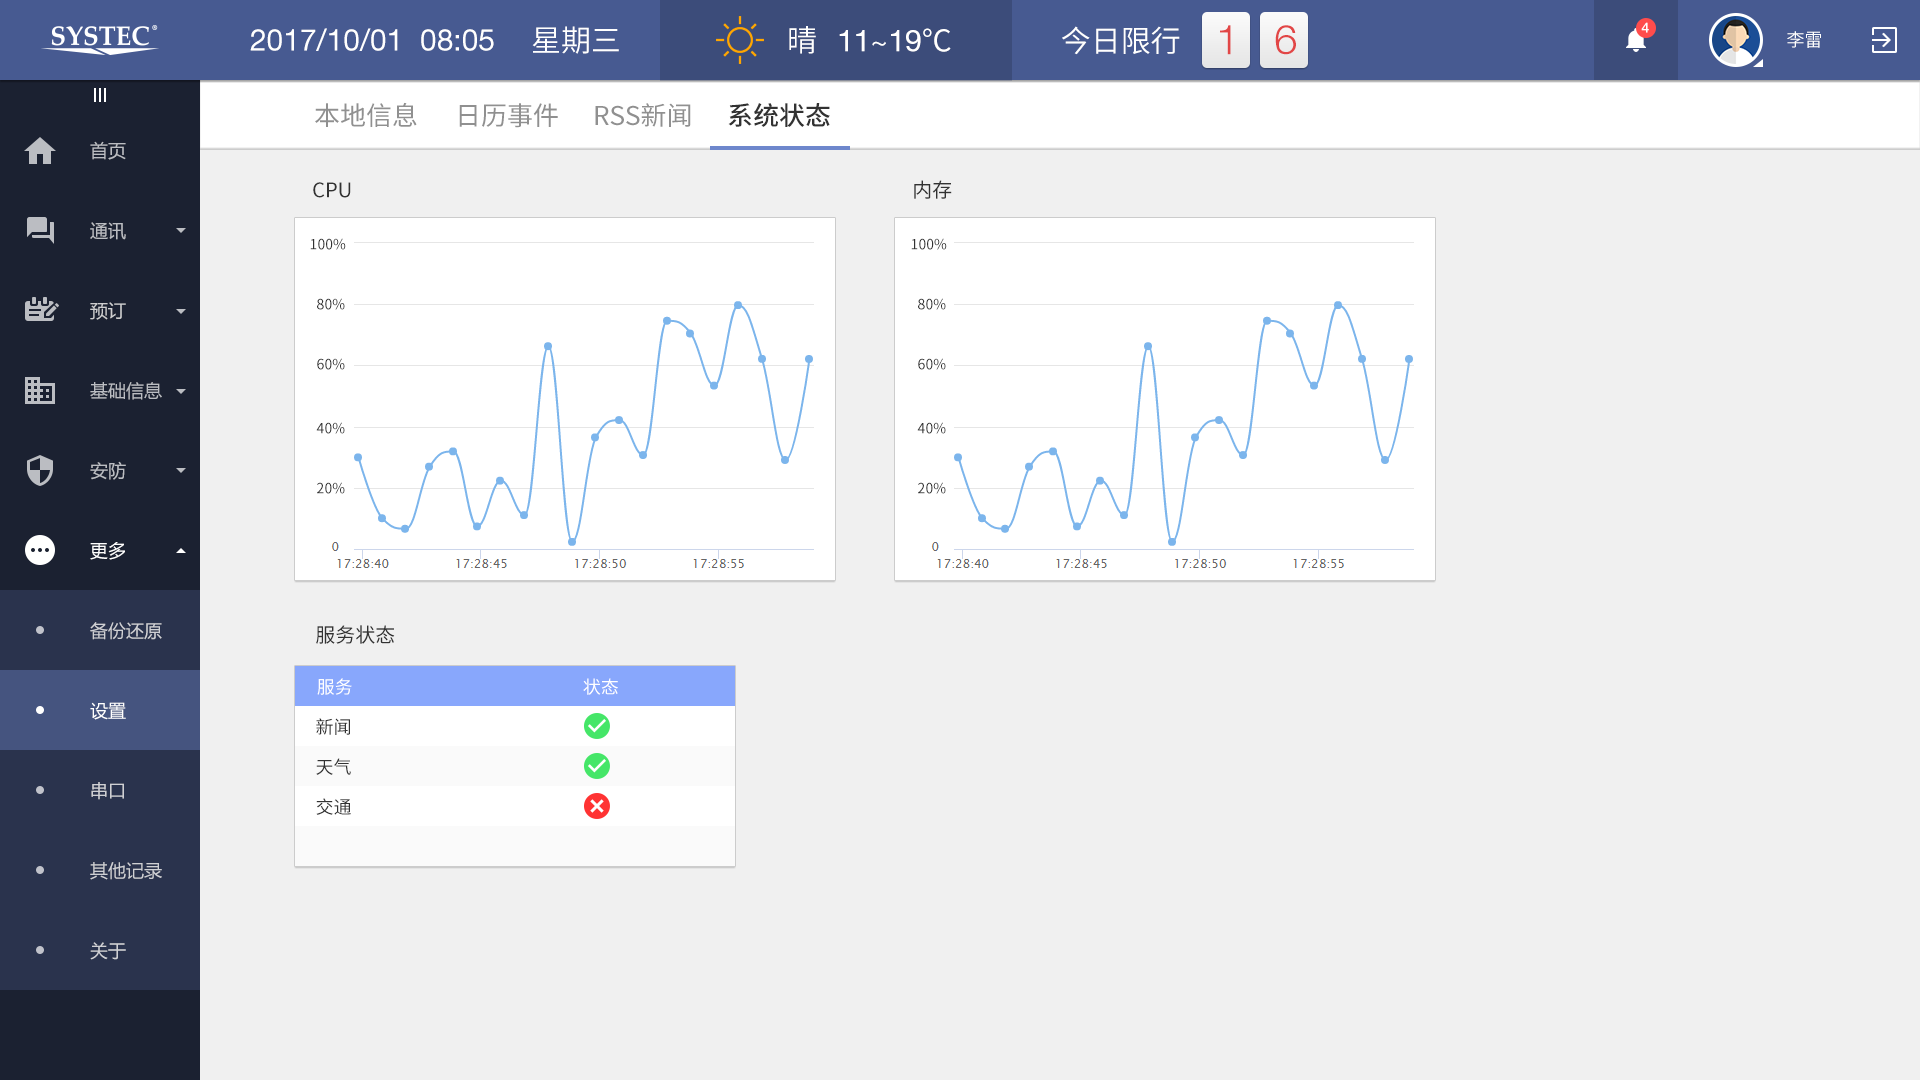 SYSTEC®
2017/10/01 08:05 星期三
晴 11~19°C
今日限行 1 6
4
李雷
本地信息 日历事件 RSS新闻 系统状态
首页
通讯
预订
基础信息
安防
更多
备份还原
设置
串口
其他记录
关于
CPU
100%
80%
60%
40%
20%
0
17:28:40 17:28:45 17:28:50 17:28:55
内存
100%
80%
60%
40%
20%
0
17:28:40 17:28:45 17:28:50 17:28:55
服务状态
服务 状态
新闻
天气
交通